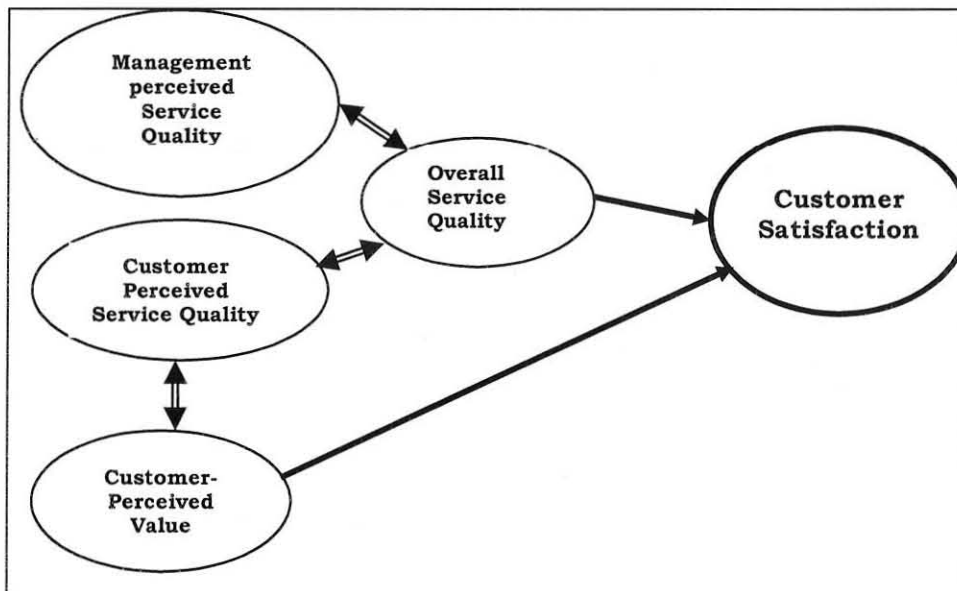 Management
perceived
Service
Quality
Overall
Service
Quality
Customer
Satisfaction
Customer
Perceived
Service Quality
Customer-
Perceived
Value